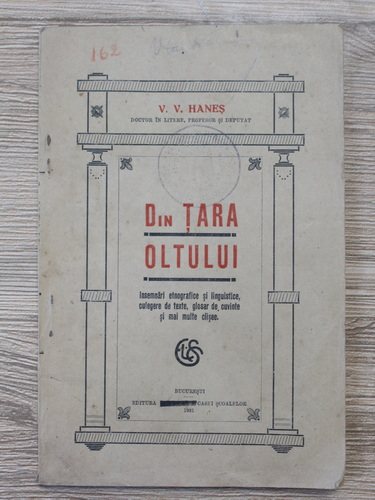 162
V. V. HANEȘ
DOCTOR ÎN LITERE, PROFESOR ȘI DEPUTAT
DIN ȚARA
OLTULUI
Insemnări etnografice și linguistice,
culegere de texte, glosar de cuvinte
și mai multe clișee.
BUCUREȘTI
EDITURA CASEI ȘCOALELOR
1921